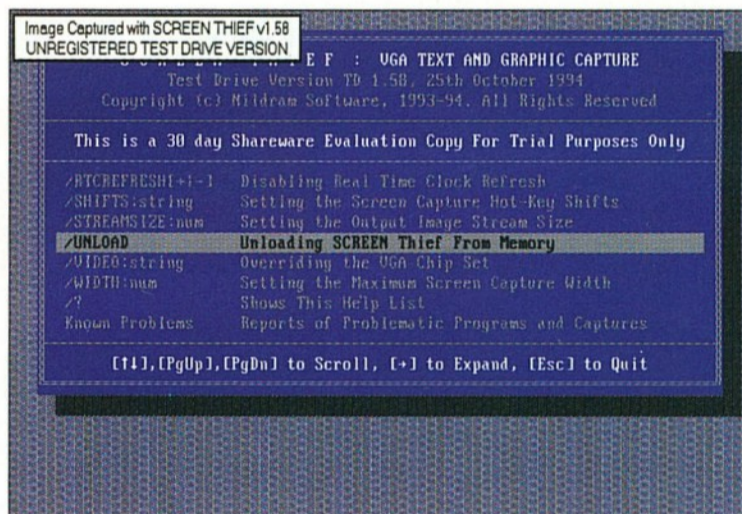 Image Captured with SCREEN THIEF v1.58
UNREGISTERED TEST DRIVE VERSION
E F : VGA TEXT AND GRAPHIC CAPTURE
Test Drive Version TD 1.58, 25th October 1994
Copyright (c) Mildram Software, 1993-94. All Rights Reserved
This is a 30 day Shareware Evaluation Copy For Trial Purposes Only
/RTCREFRESH[+|-] Disabling Real Time Clock Refresh
/SHIFTS:string Setting the Screen Capture Hot-Key Shifts
/STREAMSIZE:num Setting the Output Image Stream Size
/UNLOAD Unloading SCREEN Thief From Memory
/VIDEO:string Overriding the VGA Chip Set
/WIDTH:num Setting the Maximum Screen Capture Width
/? Shows This Help List
Known Problems Reports of Problematic Programs and Captures
[↑↓],[PgUp],[PgDn] to Scroll, [→] to Expand, [Esc] to Quit